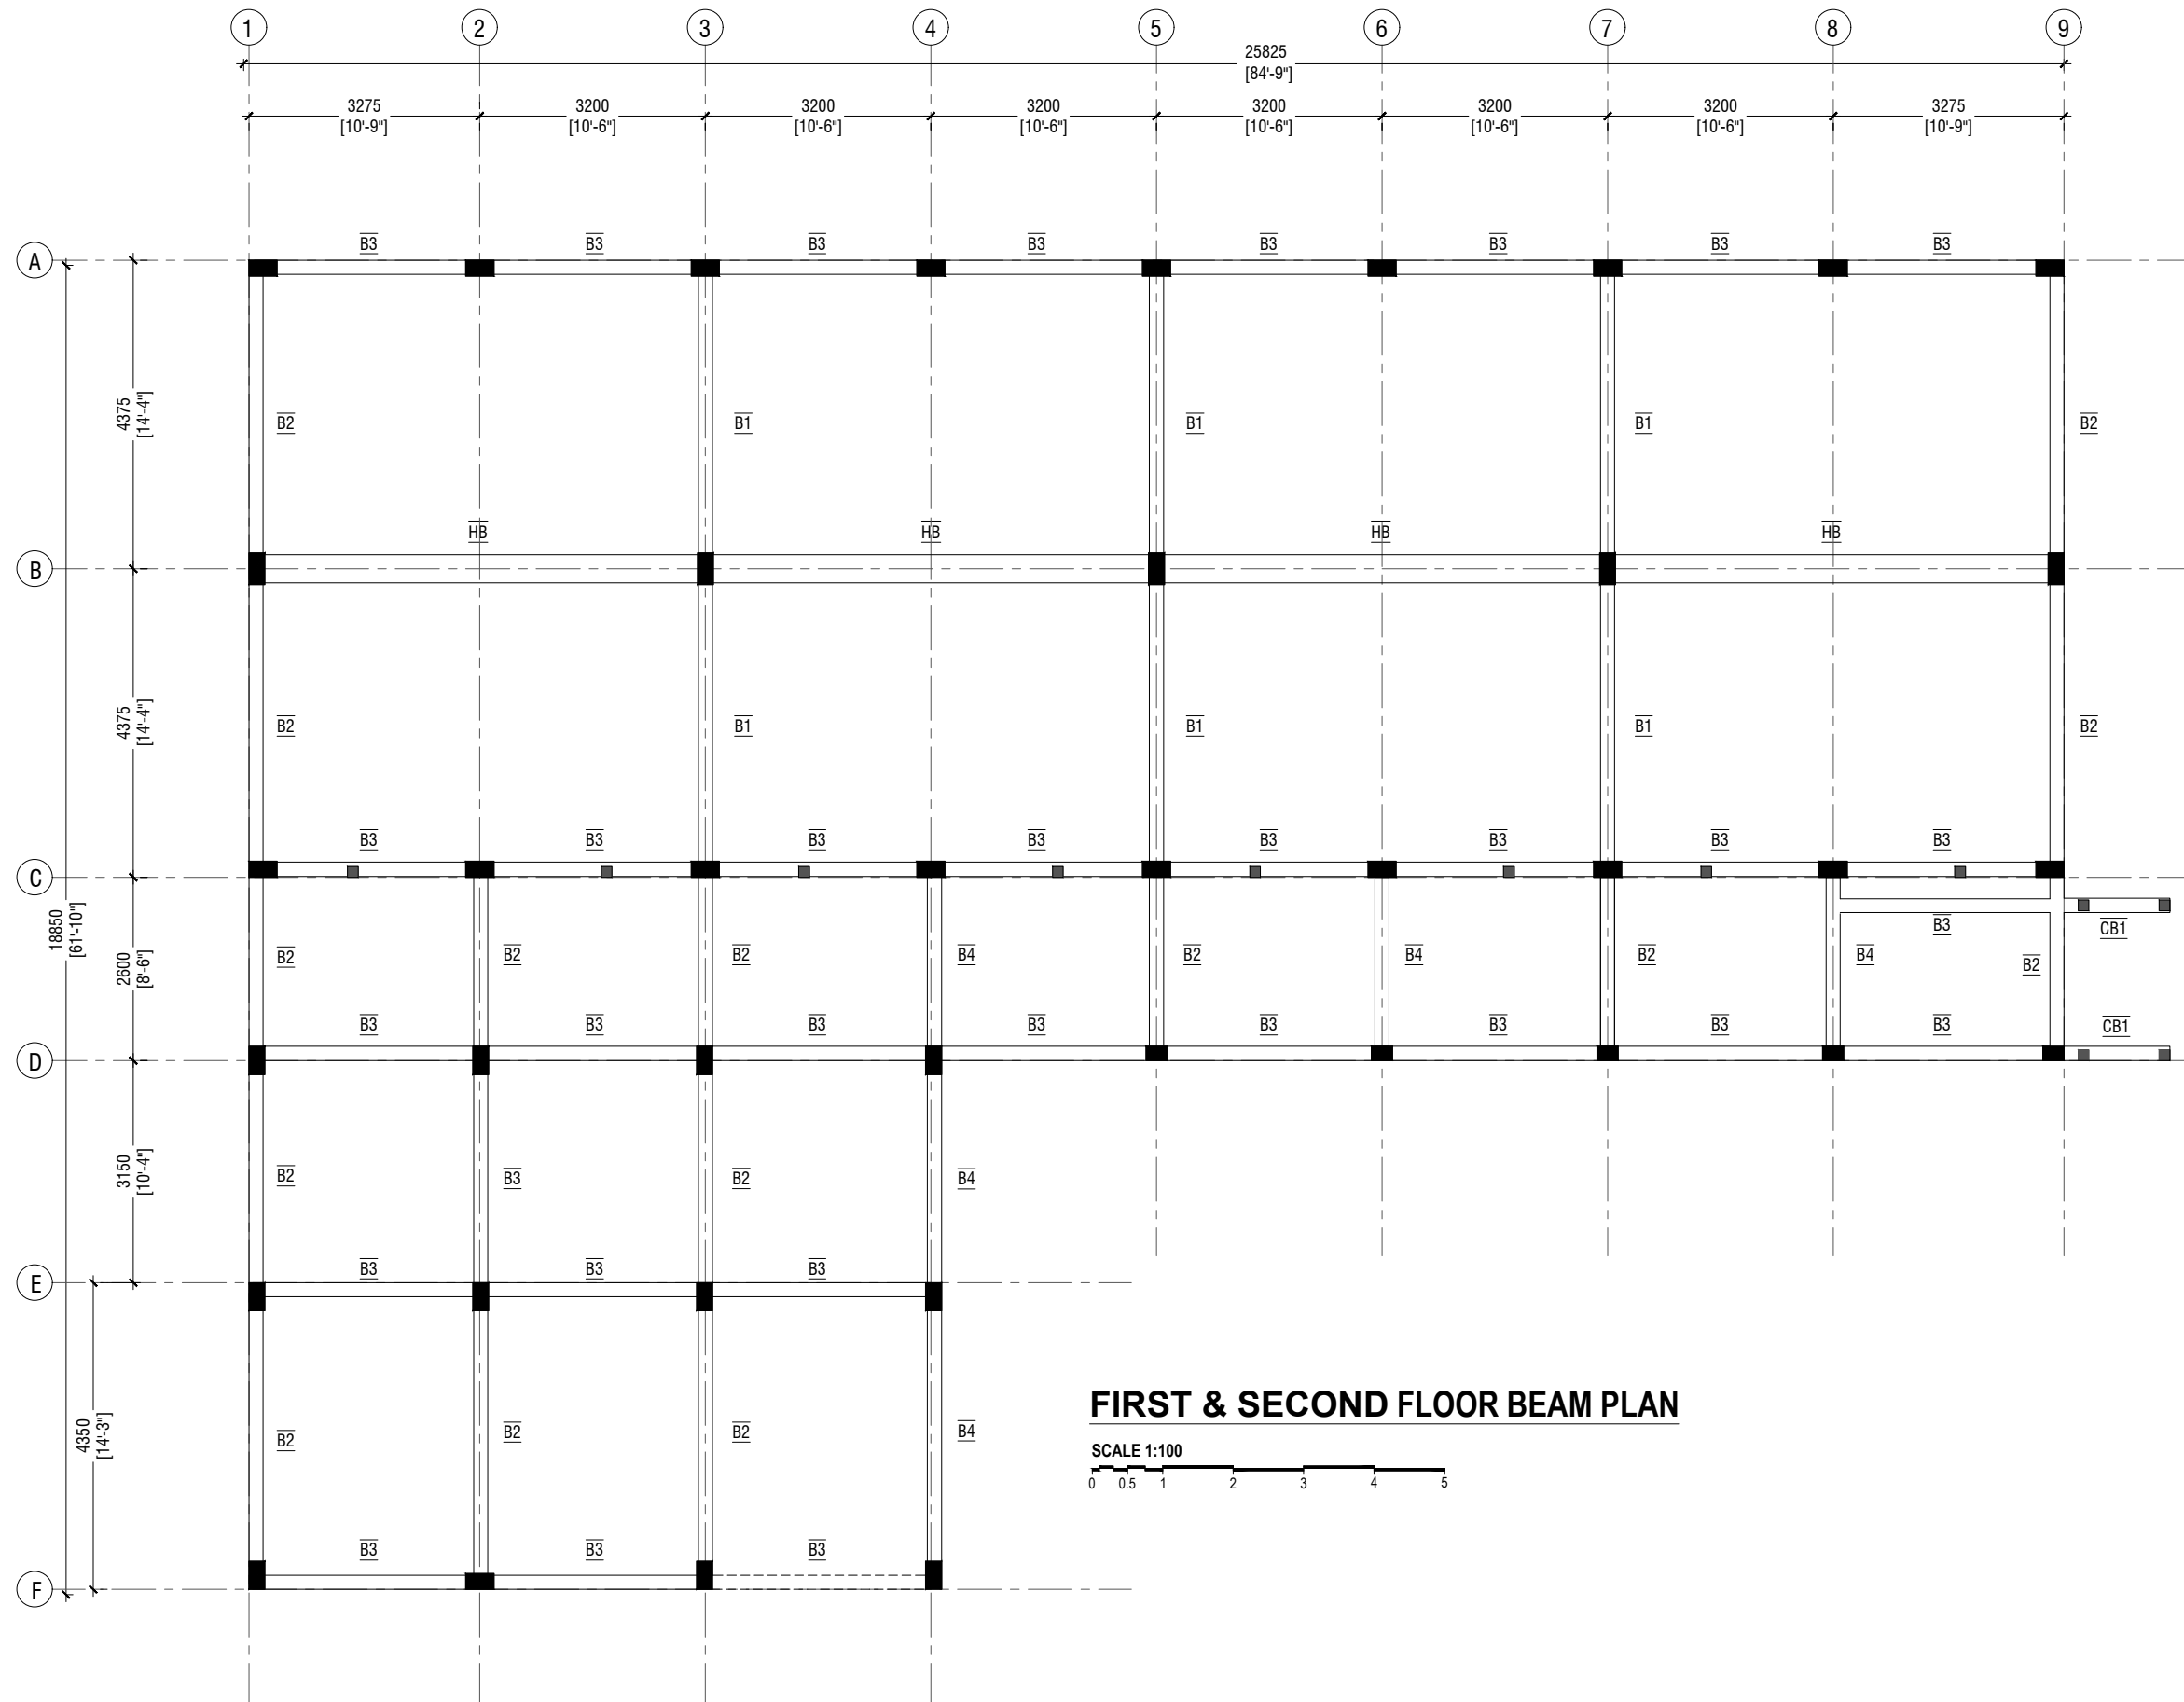 1 2 3 4 5 6 7 8 9
25825
[84'-9"]
3275 3200 3200 3200 3200 3200 3200 3275
[10'-9"] [10'-6"] [10'-6"] [10'-6"] [10'-6"] [10'-6"] [10'-6"] [10'-9"]
B3 B3 B3 B3 B3 B3 B3 B3
A
4375
[14'-4"]
B2 B1 B1 B1 B2
HB HB HB HB
B
4375
[14'-4"]
B2 B1 B1 B1 B2
B3 B3 B3 B3 B3 B3 B3 B3
C
18850
[61'-10"]
2600
[8'-6"]
B3 CB1
B2 B2 B2 B4 B2 B4 B2 B4 B2
B3 B3 B3 B3 B3 B3 B3 B3 CB1
D
3150
[10'-4"]
B2 B3 B2 B4
B3 B3 B3
E
4350
[14'-3"]
B2 B2 B2 B4
B3 B3 B3
F
FIRST & SECOND FLOOR BEAM PLAN
SCALE 1:100
0 0.5 1 2 3 4 5